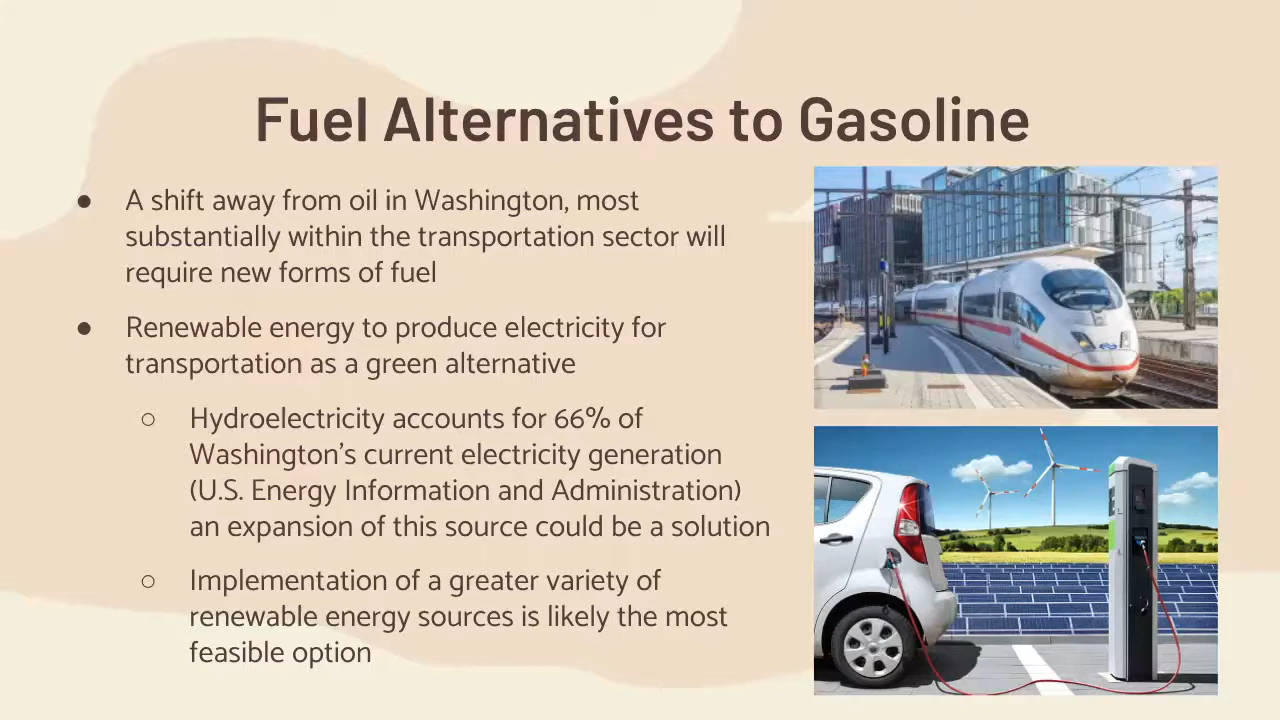 Fuel Alternatives to Gasoline
● A shift away from oil in Washington, most
substantially within the transportation sector will
require new forms of fuel
● Renewable energy to produce electricity for
transportation as a green alternative
○ Hydroelectricity accounts for 66% of
Washington's current electricity generation
(U.S. Energy Information and Administration)
an expansion of this source could be a solution
○ Implementation of a greater variety of
renewable energy sources is likely the most
feasible option